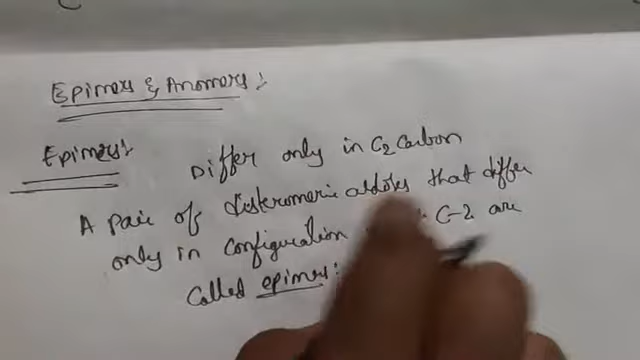 Epimers & Anomers:
Epimers:
Differ only in C2 Carbon
A pair of diastereomeric aldoses that differ
only in configuration C-2 are
called epimers: